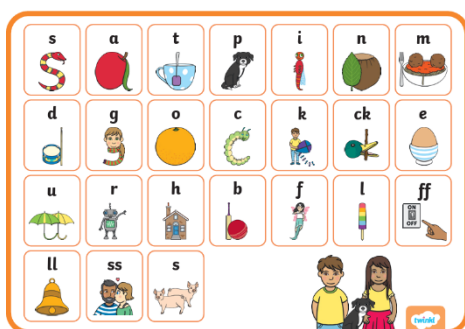 s a t p i n m
d g o c k ck e
u r h b f l ff
ON
OFF
ll ss s
twinkl